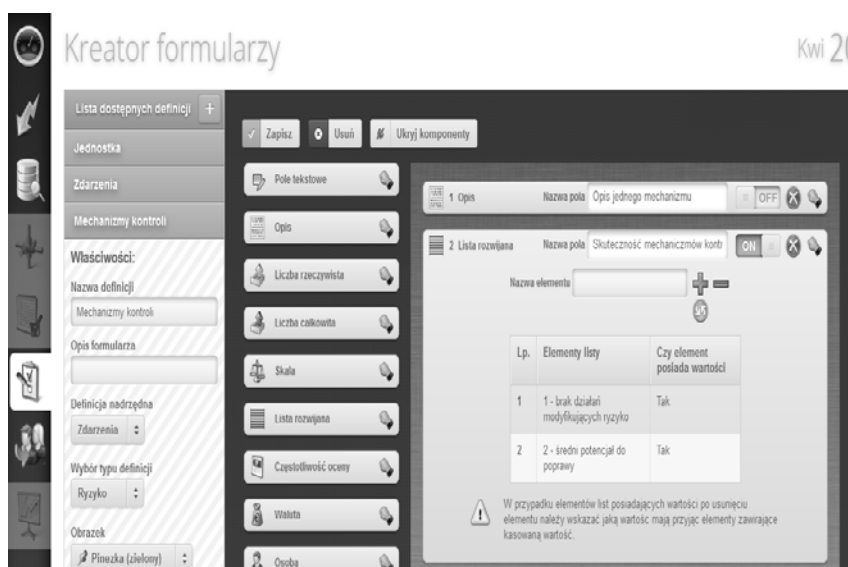 Kreator formularzy
Kwi 20
Lista dostępnych definicji +
Jednostka
Zdarzenia
Mechanizmy kontroli
Właściwości:
Nazwa definicji
Mechanizmy kontroli
Opis formularza
Definicja nadrzędna
Zdarzenia
Wybór typu definicji
Ryzyko
Obrazek
Pinezka (zielony)
Zapisz
Usuń
Ukryj komponenty
Pole tekstowe
Opis
Liczba rzeczywista
Liczba całkowita
Skala
Lista rozwijana
Częstotliwość oceny
Waluta
Osoba
1 Opis Nazwa pola Opis jednego mechanizmu OFF
2 Lista rozwijana Nazwa pola Skuteczność mechaniczmów kontr ON
Nazwa elementu
Lp. Elementy listy Czy element
posiada wartości
1 1 - brak działań Tak
modyfikujących ryzyko
2 2 - średni potencjał do Tak
poprawy
W przypadku elementów list posiadających wartości po usunięciu
elementu należy wskazać jaką wartośc mają przyjąc elementy zawirające
kasowaną wartość.